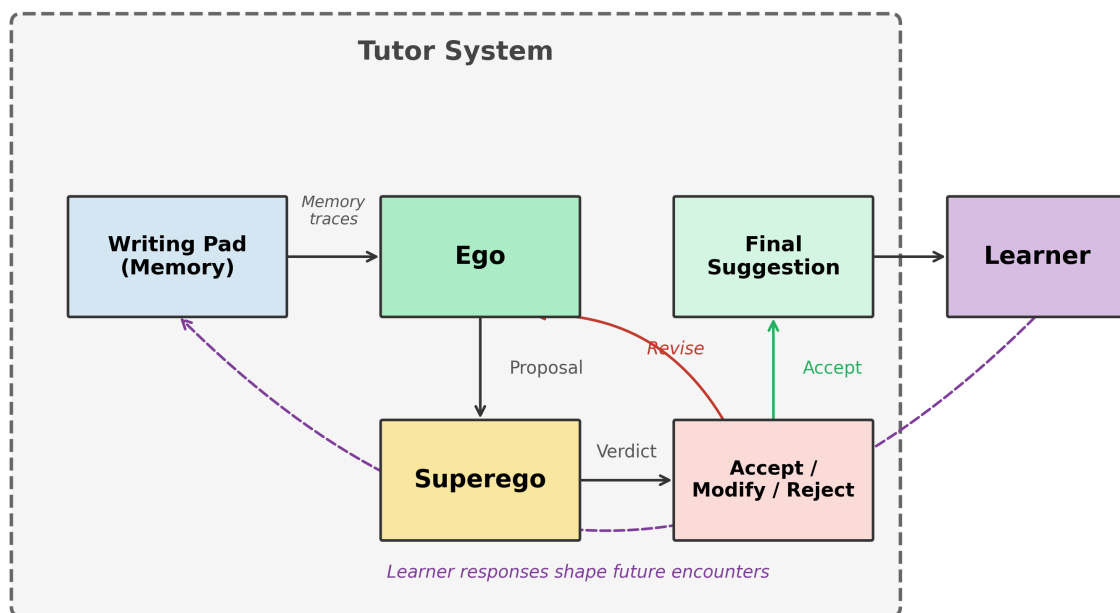 Tutor System
Memory
traces
Writing Pad
(Memory)
Ego
Final
Suggestion
Learner
Revise
Proposal
Accept
Verdict
Superego
Accept /
Modify / Reject
Learner responses shape future encounters